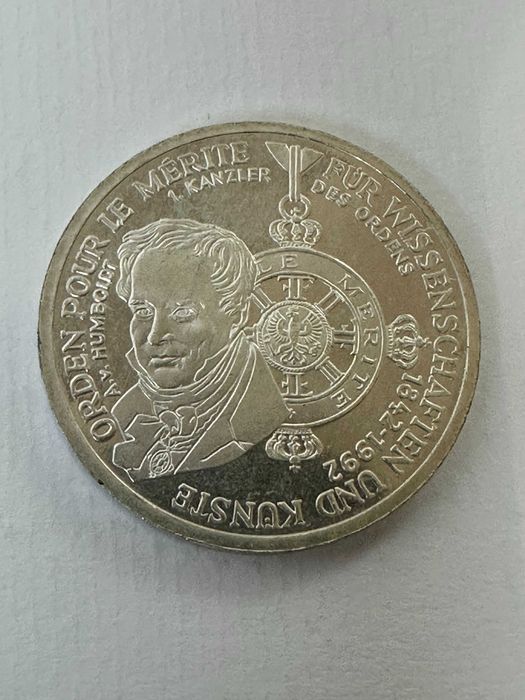 ORDEN POUR LE MÉRITE
FÜR WISSENSCHAFTEN UND KÜNSTE
A.V. HUMBOLDT
1. KANZLER
DES ORDENS
1842-1992
LE MERITE